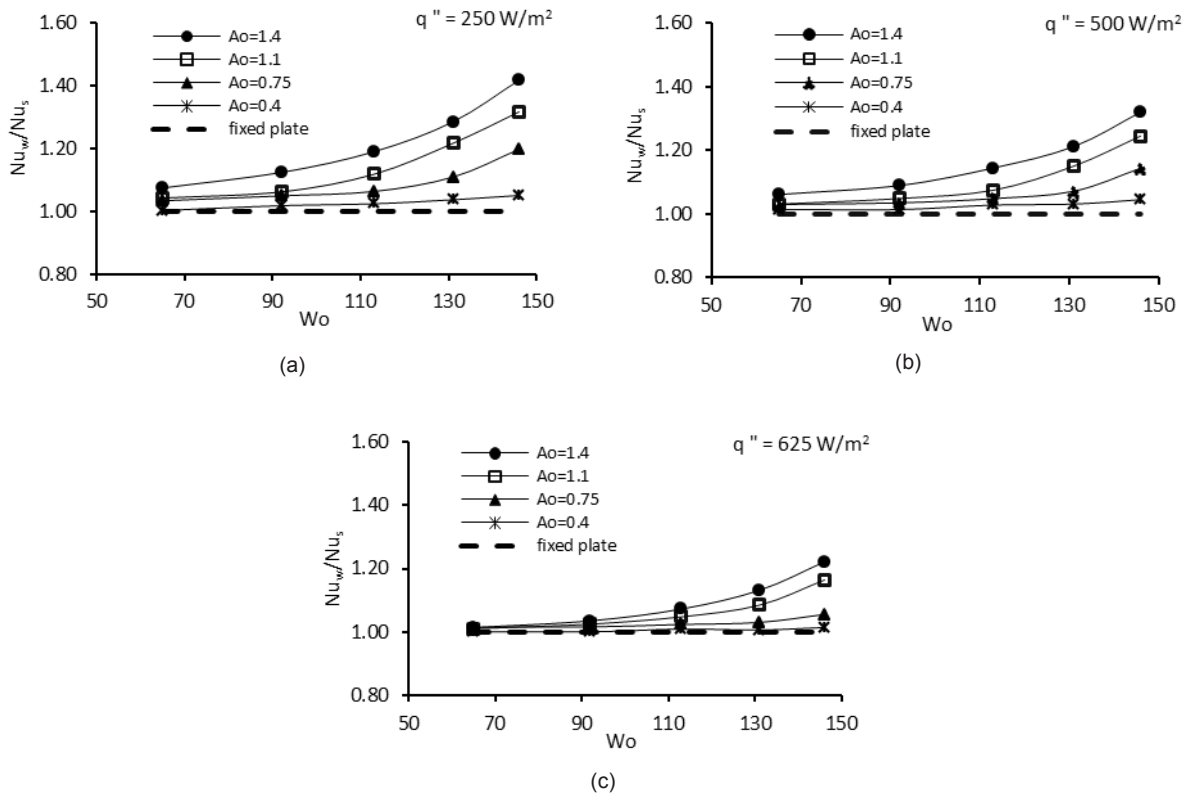 q " = 250 W/m²
1.60
1.40
1.20
1.00
0.80
Nuw/Nus
Ao=1.4
Ao=1.1
Ao=0.75
Ao=0.4
fixed plate
50 70 90 110 130 150
Wo
(a)
q " = 500 W/m²
1.60
1.40
1.20
1.00
0.80
Nuw/Nus
Ao=1.4
Ao=1.1
Ao=0.75
Ao=0.4
fixed plate
50 70 90 110 130 150
Wo
(b)
q " = 625 W/m²
1.60
1.40
1.20
1.00
0.80
Nuw/Nus
Ao=1.4
Ao=1.1
Ao=0.75
Ao=0.4
fixed plate
50 70 90 110 130 150
Wo
(c)